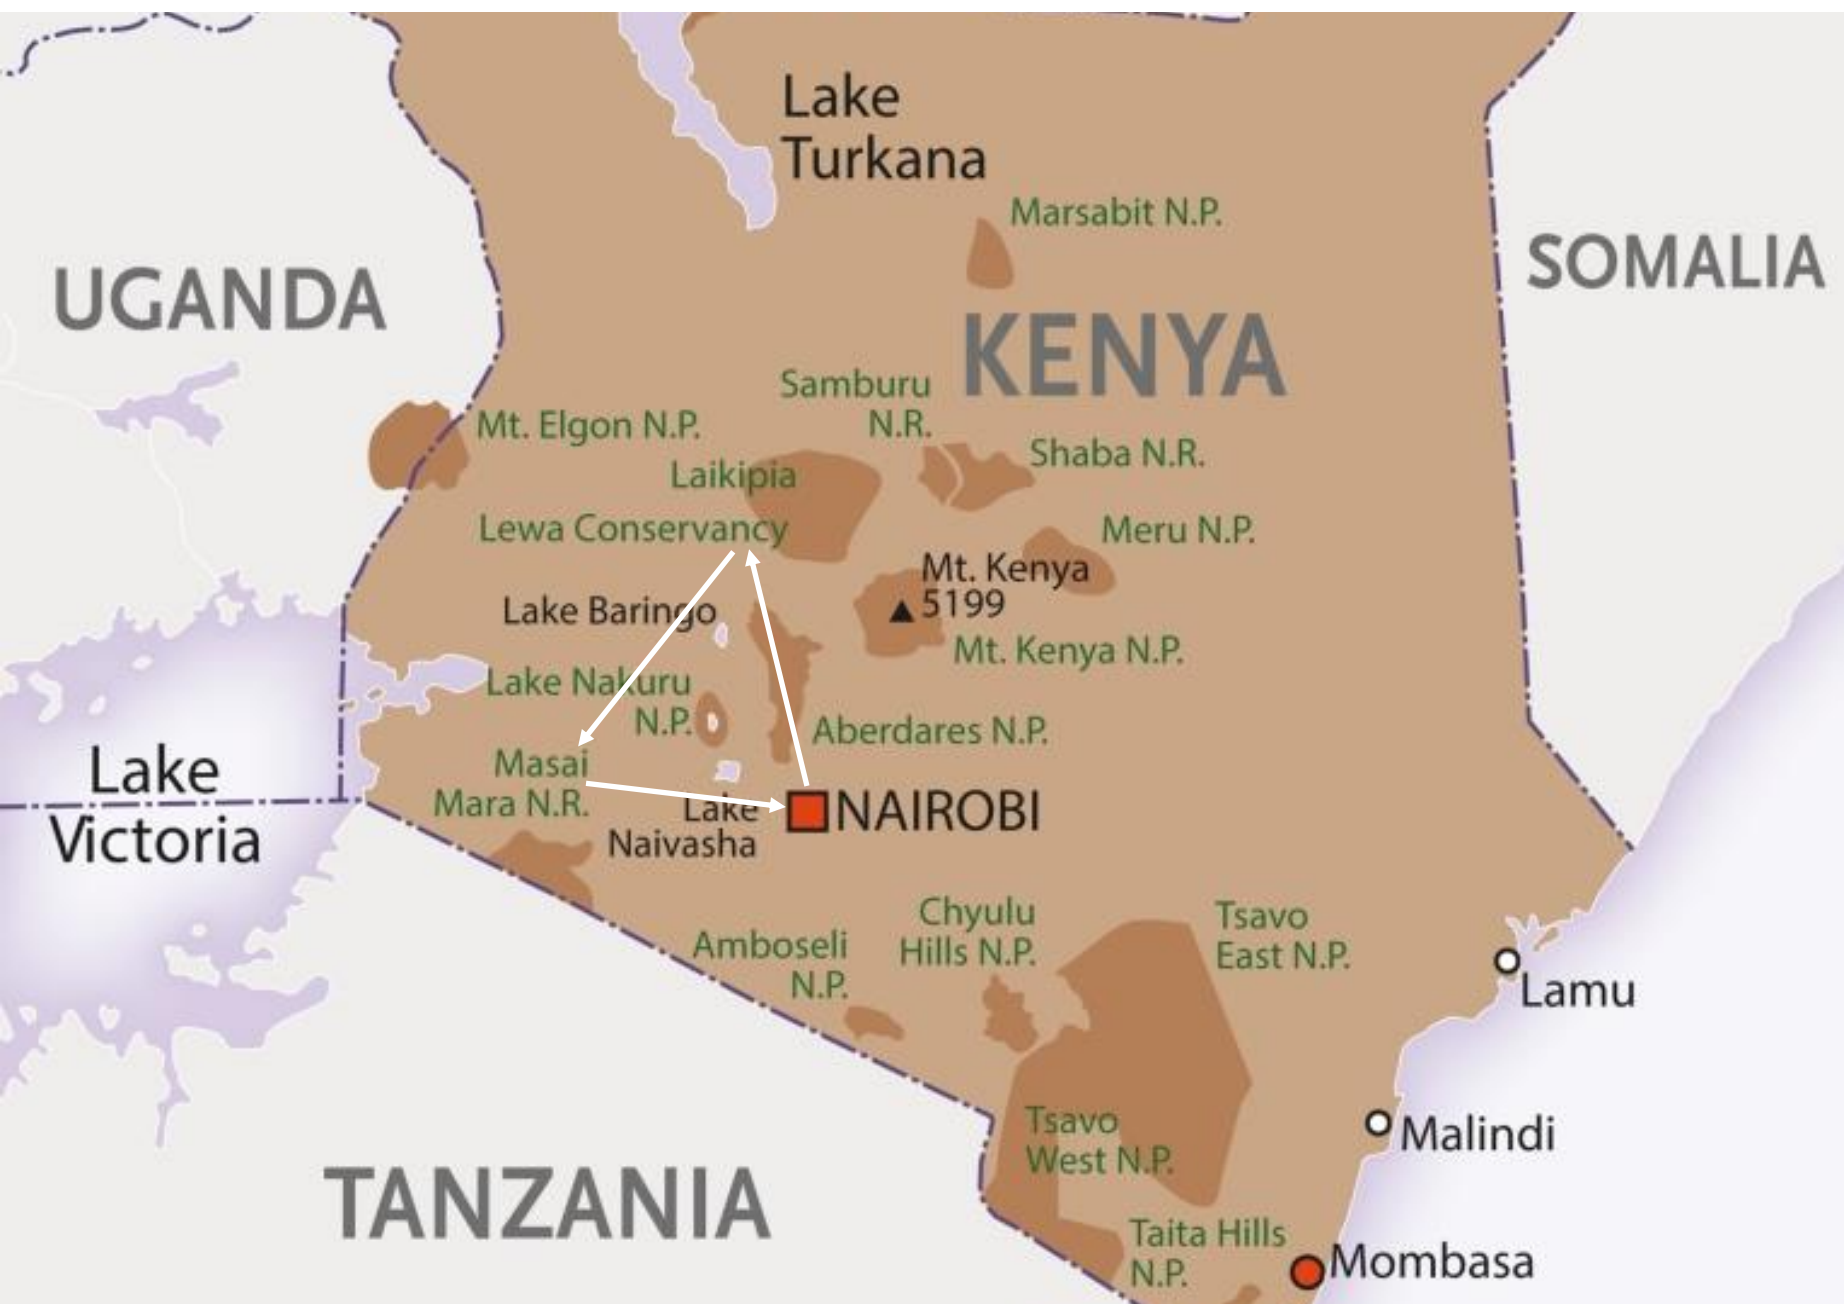 Lake
Turkana
Marsabit N.P.
UGANDA
SOMALIA
KENYA
Samburu
N.R.
Mt. Elgon N.P.
Shaba N.R.
Laikipia
Lewa Conservancy
Meru N.P.
Mt. Kenya
5199
Lake Baringo
Mt. Kenya N.P.
Lake Nakuru
N.P.
Aberdares N.P.
Masai
Mara N.R.
Lake
Naivasha
NAIROBI
Lake
Victoria
Chyulu
Hills N.P.
Tsavo
East N.P.
Amboseli
N.P.
Lamu
Tsavo
West N.P.
Malindi
TANZANIA
Taita Hills
N.P.
Mombasa